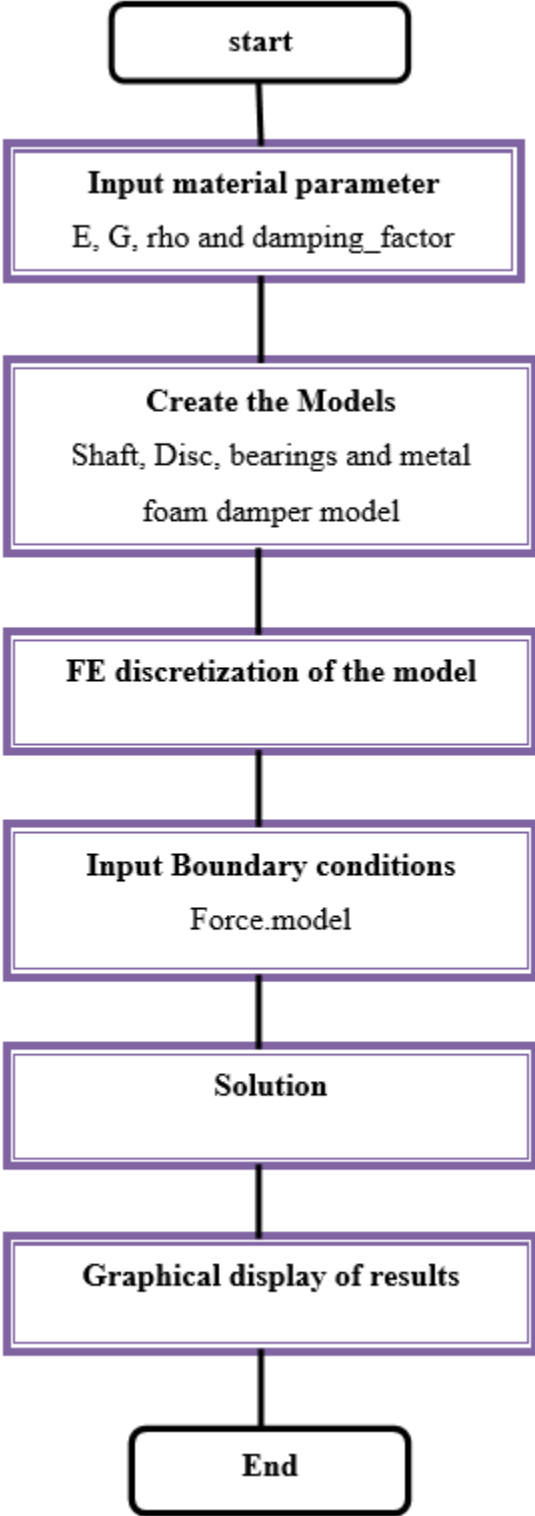 start
Input material parameter
E, G, rho and damping_factor
Create the Models
Shaft, Disc, bearings and metal
foam damper model
FE discretization of the model
Input Boundary conditions
Force.model
Solution
Graphical display of results
End